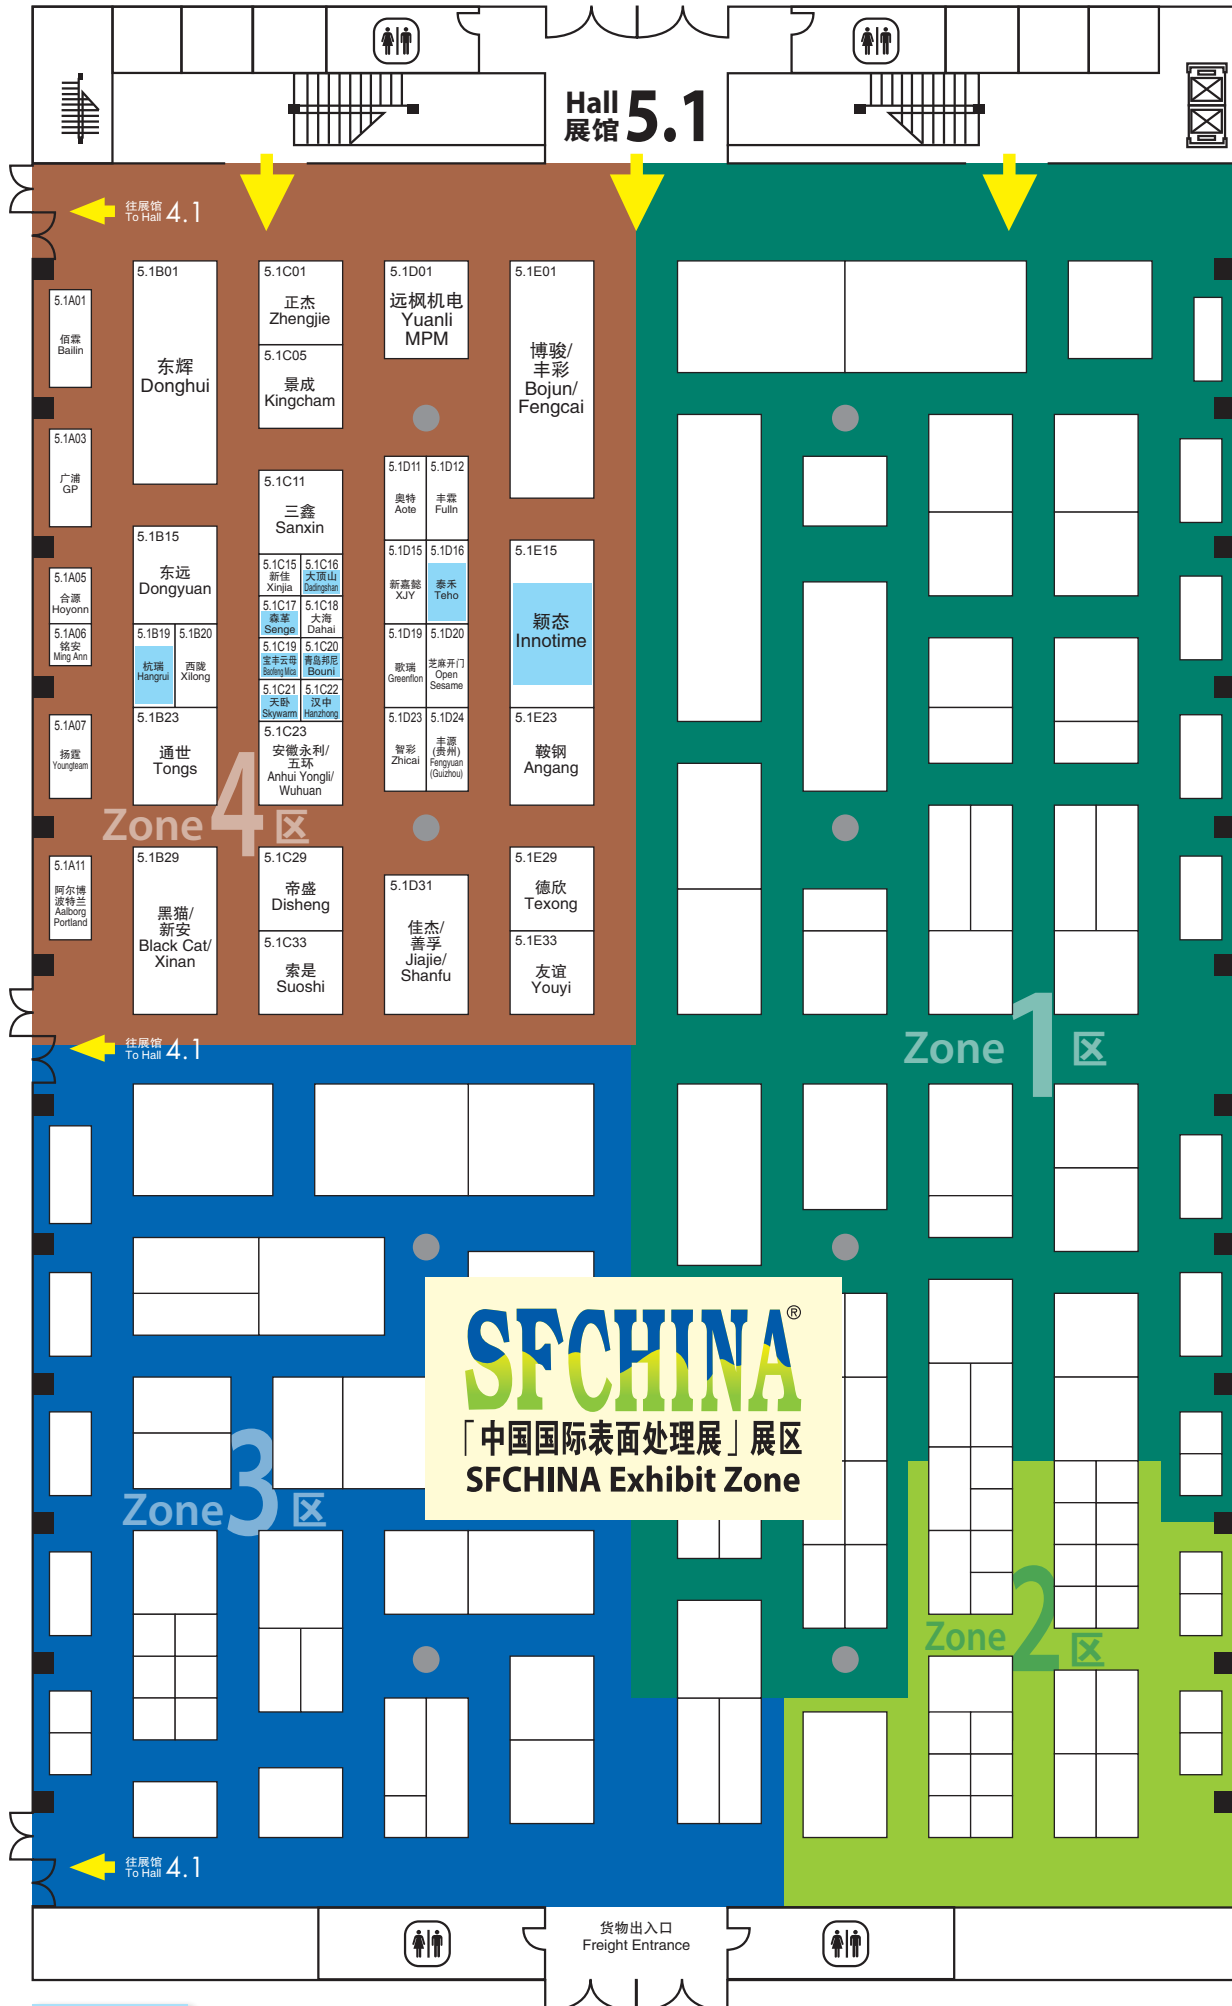 Hall
展馆 5.1
往展馆
To Hall 4.1
5.1A01
佰霖
Bailin
5.1A03
广浦
GP
5.1A05
合源
Hoyonn
5.1A06
铭安
Ming Ann
5.1A07
扬霆
Youngteam
5.1A11
阿尔博
波特兰
Aalborg
Portland
5.1B01
东辉
Donghui
5.1B15
东远
Dongyuan
5.1B19
杭瑞
Hangrui
5.1B20
西陇
Xilong
5.1B23
通世
Tongs
5.1B29
黑猫/
新安
Black Cat/
Xinan
5.1C01
正杰
Zhengjie
5.1C05
景成
Kingcham
5.1C11
三鑫
Sanxin
5.1C15
新佳
Xinjia
5.1C16
大顶山
Dadingshan
5.1C17
森革
Senge
5.1C18
大海
Dahai
5.1C19
宝丰云母
Baofeng Mica
5.1C20
青岛邦尼
Bouni
5.1C21
天卧
Skywarm
5.1C22
汉中
Hanzhong
5.1C23
安徽永利/
五环
Anhui Yongli/
Wuhuan
5.1C29
帝盛
Disheng
5.1C33
索是
Suoshi
5.1D01
远枫机电
Yuanli
MPM
5.1D11
奥特
Aote
5.1D12
丰霖
Fulln
5.1D15
新嘉懿
XJY
5.1D16
泰禾
Teho
5.1D19
歌瑞
Greenflon
5.1D20
芝麻开门
Open
Sesame
5.1D23
智彩
Zhicai
5.1D24
丰源
(贵州)
Fengyuan
(Guizhou)
5.1D31
佳杰/
善孚
Jiajie/
Shanfu
5.1E01
博骏/
丰彩
Bojun/
Fengcai
5.1E15
颖态
Innotime
5.1E23
鞍钢
Angang
5.1E29
德欣
Texong
5.1E33
友谊
Youyi
Zone 4 区
往展馆
To Hall 4.1
Zone 1 区
SFCHINA®
「中国国际表面处理展」展区
SFCHINA Exhibit Zone
Zone 3 区
Zone 2 区
往展馆
To Hall 4.1
货物出入口
Freight Entrance